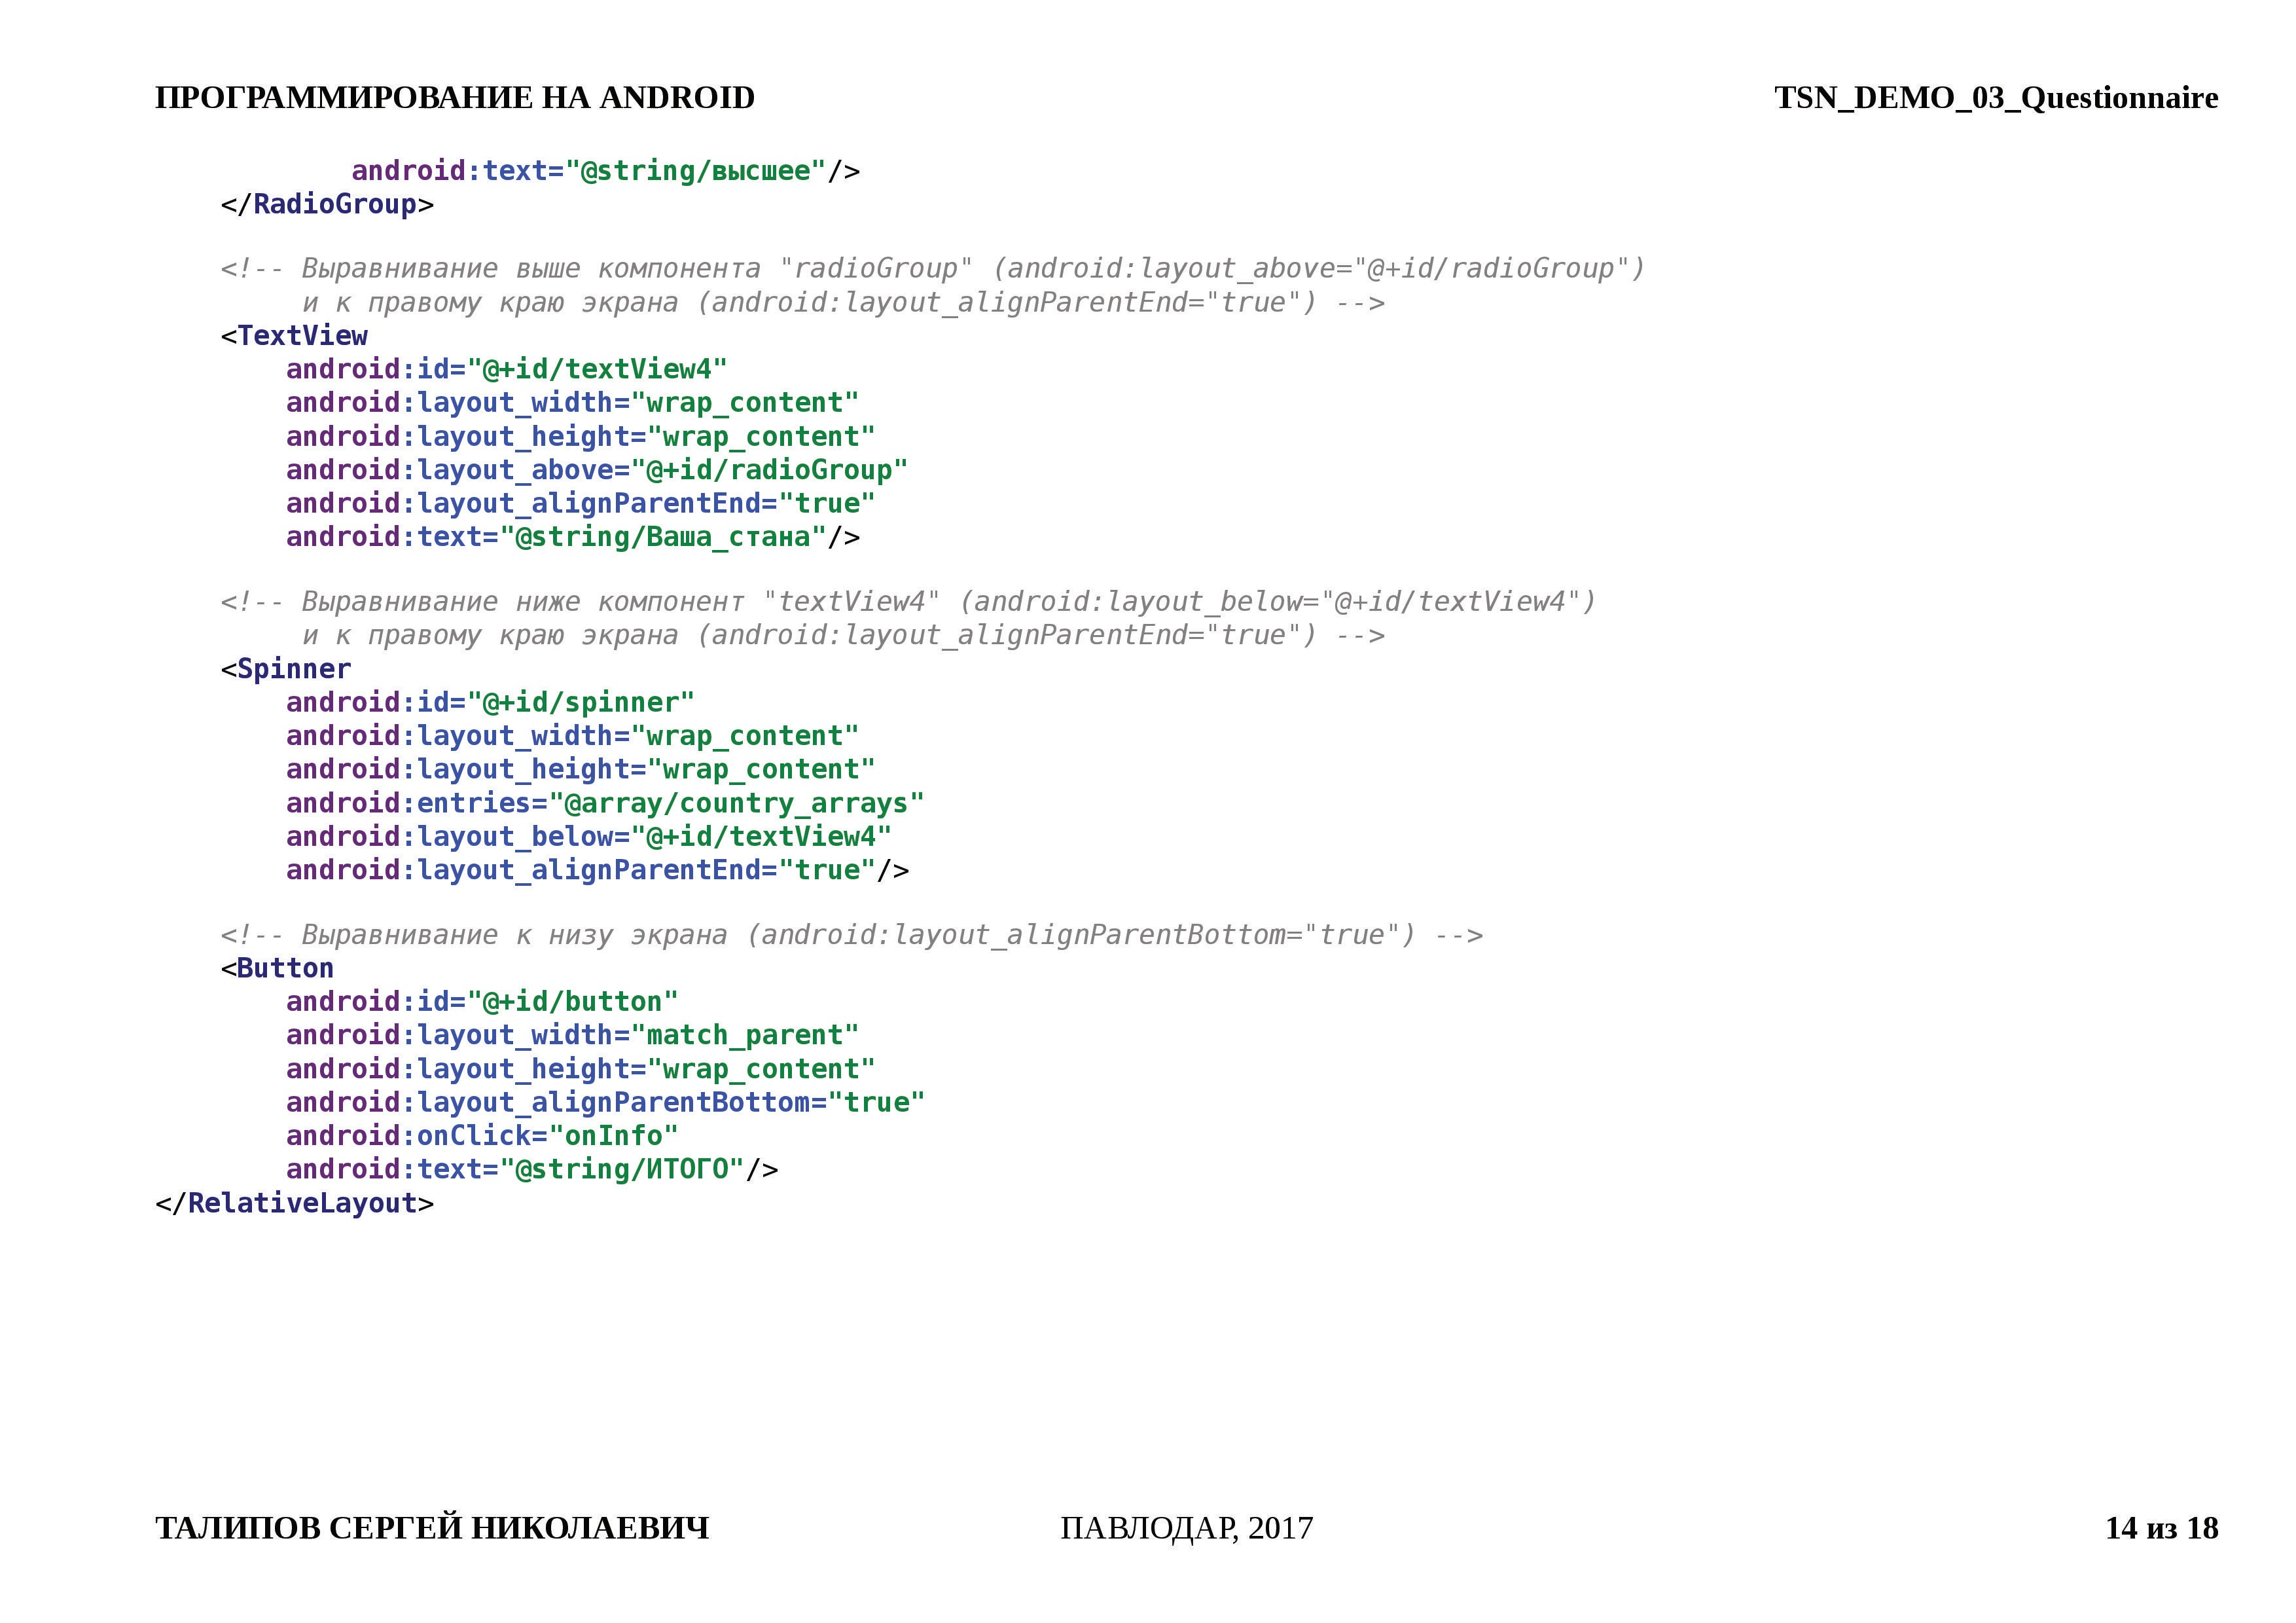 ПРОГРАММИРОВАНИЕ НА ANDROID TSN_DEMO_03_Questionnaire
android:text="@string/высшее"/>
</RadioGroup>
<!-- Выравнивание выше компонента "radioGroup" (android:layout_above="@+id/radioGroup")
и к правому краю экрана (android:layout_alignParentEnd="true") -->
<TextView
android:id="@+id/textView4"
android:layout_width="wrap_content"
android:layout_height="wrap_content"
android:layout_above="@+id/radioGroup"
android:layout_alignParentEnd="true"
android:text="@string/Ваша_стана"/>
<!-- Выравнивание ниже компонент "textView4" (android:layout_below="@+id/textView4")
и к правому краю экрана (android:layout_alignParentEnd="true") -->
<Spinner
android:id="@+id/spinner"
android:layout_width="wrap_content"
android:layout_height="wrap_content"
android:entries="@array/country_arrays"
android:layout_below="@+id/textView4"
android:layout_alignParentEnd="true"/>
<!-- Выравнивание к низу экрана (android:layout_alignParentBottom="true") -->
<Button
android:id="@+id/button"
android:layout_width="match_parent"
android:layout_height="wrap_content"
android:layout_alignParentBottom="true"
android:onClick="onInfo"
android:text="@string/ИТОГО"/>
</RelativeLayout>
ТАЛИПОВ СЕРГЕЙ НИКОЛАЕВИЧ ПАВЛОДАР, 2017 14 из 18